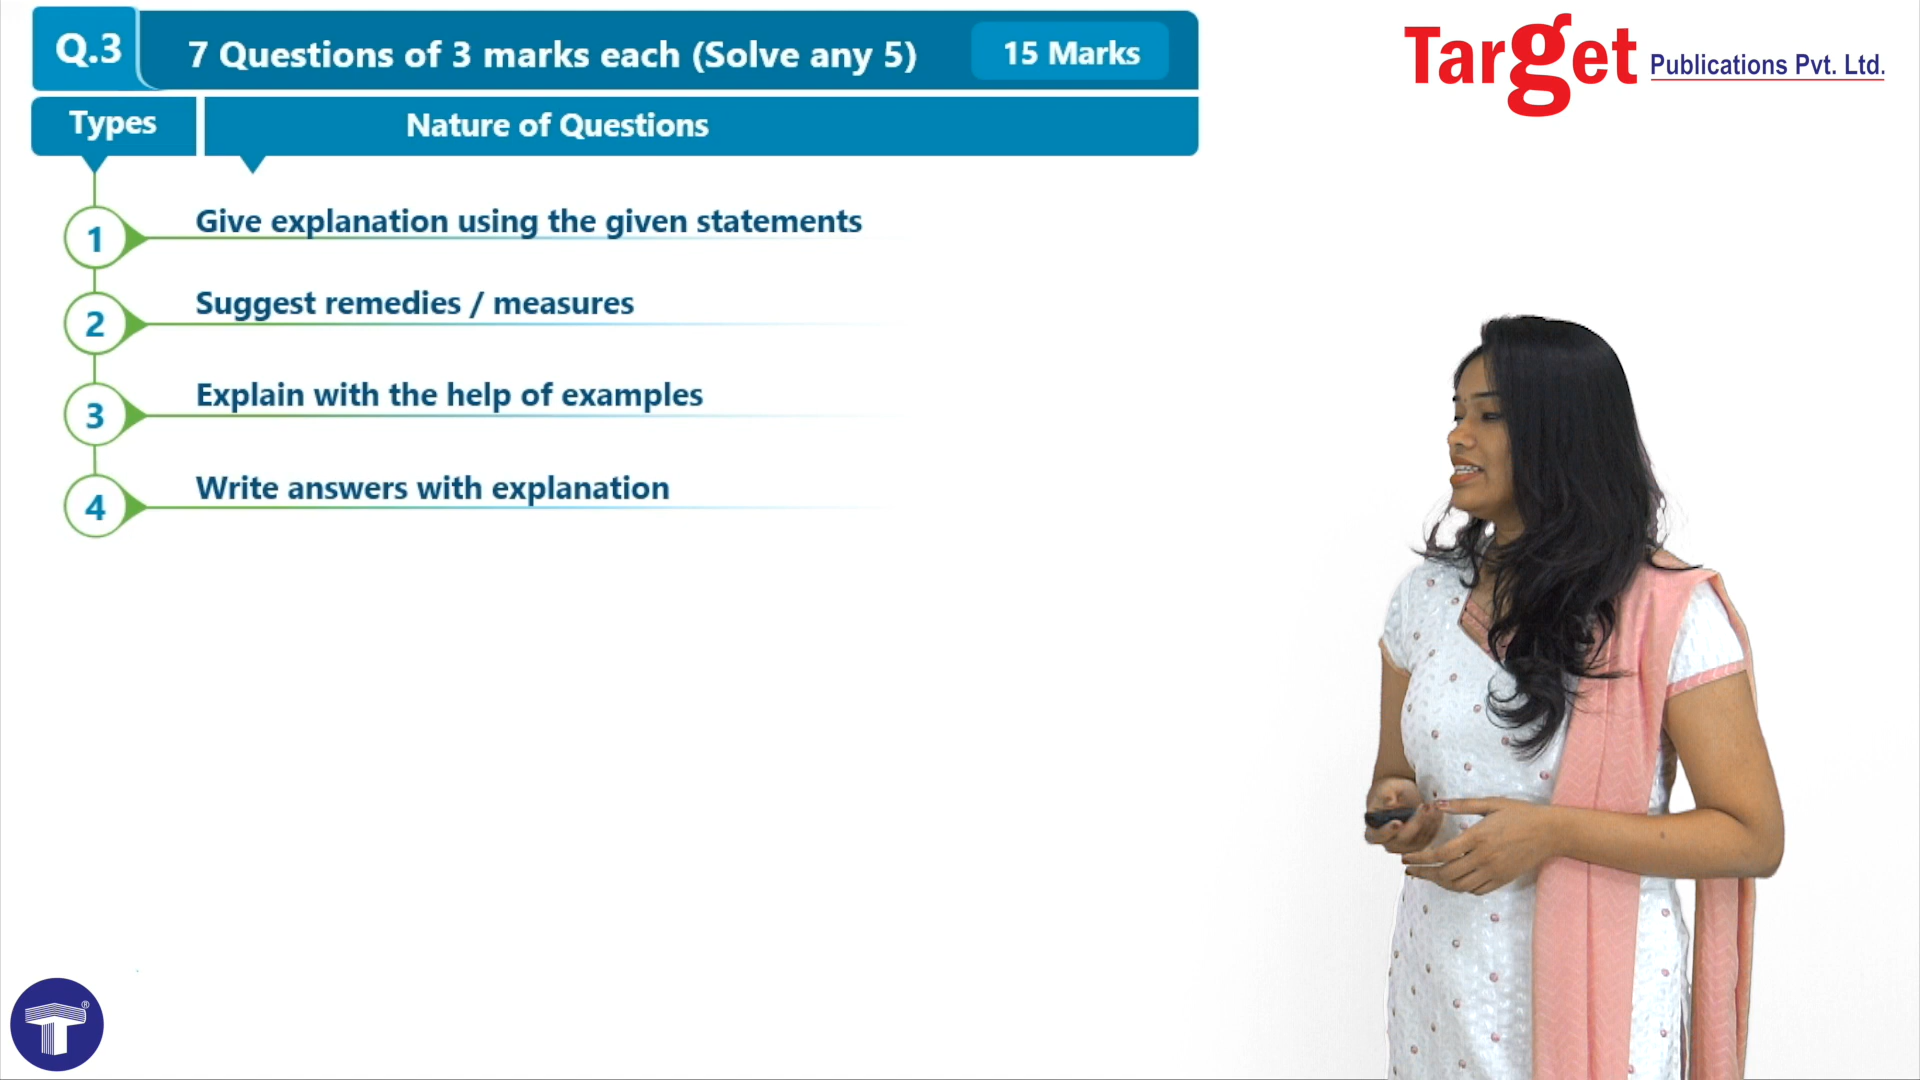 Q.3
7 Questions of 3 marks each (Solve any 5)
15 Marks
Target Publications Pvt. Ltd.
Types
Nature of Questions
1
Give explanation using the given statements
2
Suggest remedies / measures
3
Explain with the help of examples
4
Write answers with explanation
T®